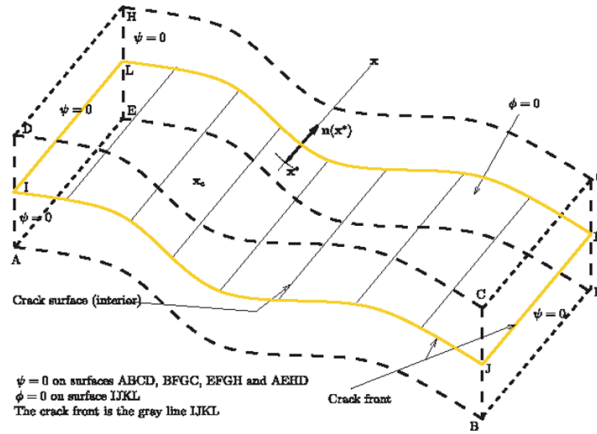 H
ψ = 0
L
x
ψ = 0
E
φ = 0
D
n(x*)
x*
I
x_c
ψ = 0
A
C
Crack surface (interior)
ψ = 0
J
ψ = 0 on surfaces ABCD, BFGC, EFGH and AEHD
Crack front
φ = 0 on surface IJKL
The crack front is the gray line IJKL
B